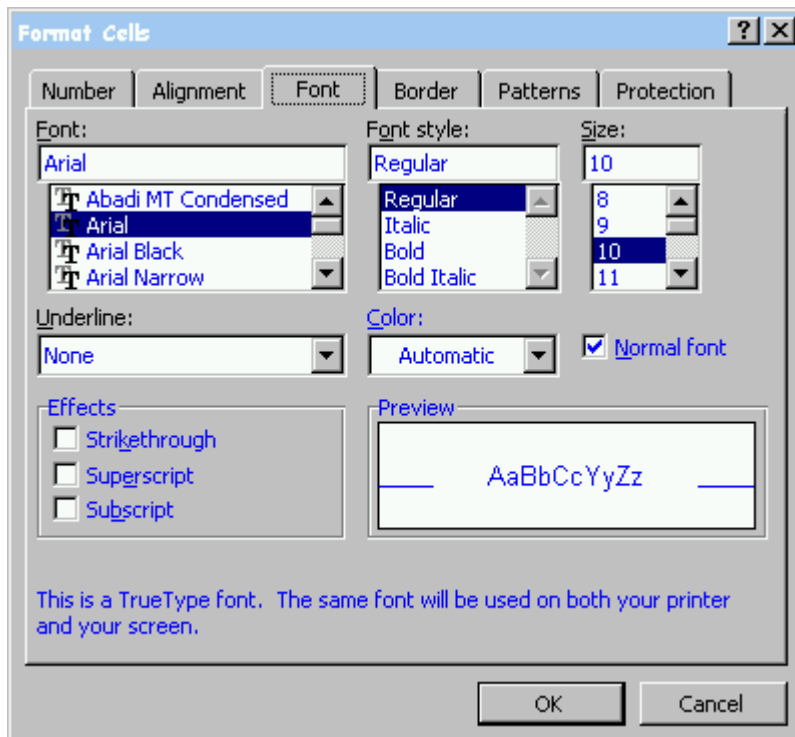 Format Cells
Number Alignment Font Border Patterns Protection
Font: Font style: Size:
Arial Regular 10
Abadi MT Condensed Regular 8
Arial Italic 9
Arial Black Bold 10
Arial Narrow Bold Italic 11
Underline: Color:
None Automatic Normal font
Effects Preview
Strikethrough
Superscript AaBbCcYyZz
Subscript
This is a TrueType font. The same font will be used on both your printer
and your screen.
OK Cancel